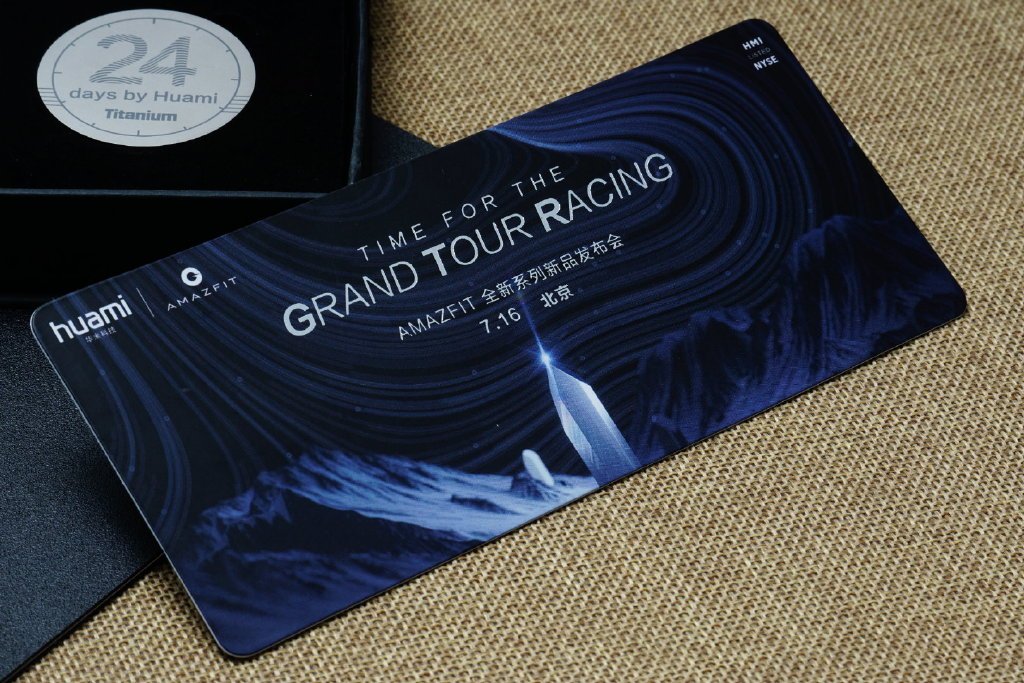 24
days by Huami
Titanium
HMI
LISTED
NYSE
huami
华米科技
AMAZFIT
TIME FOR THE
GRAND TOUR RACING
AMAZFIT 全新系列新品发布会
7.16 北京